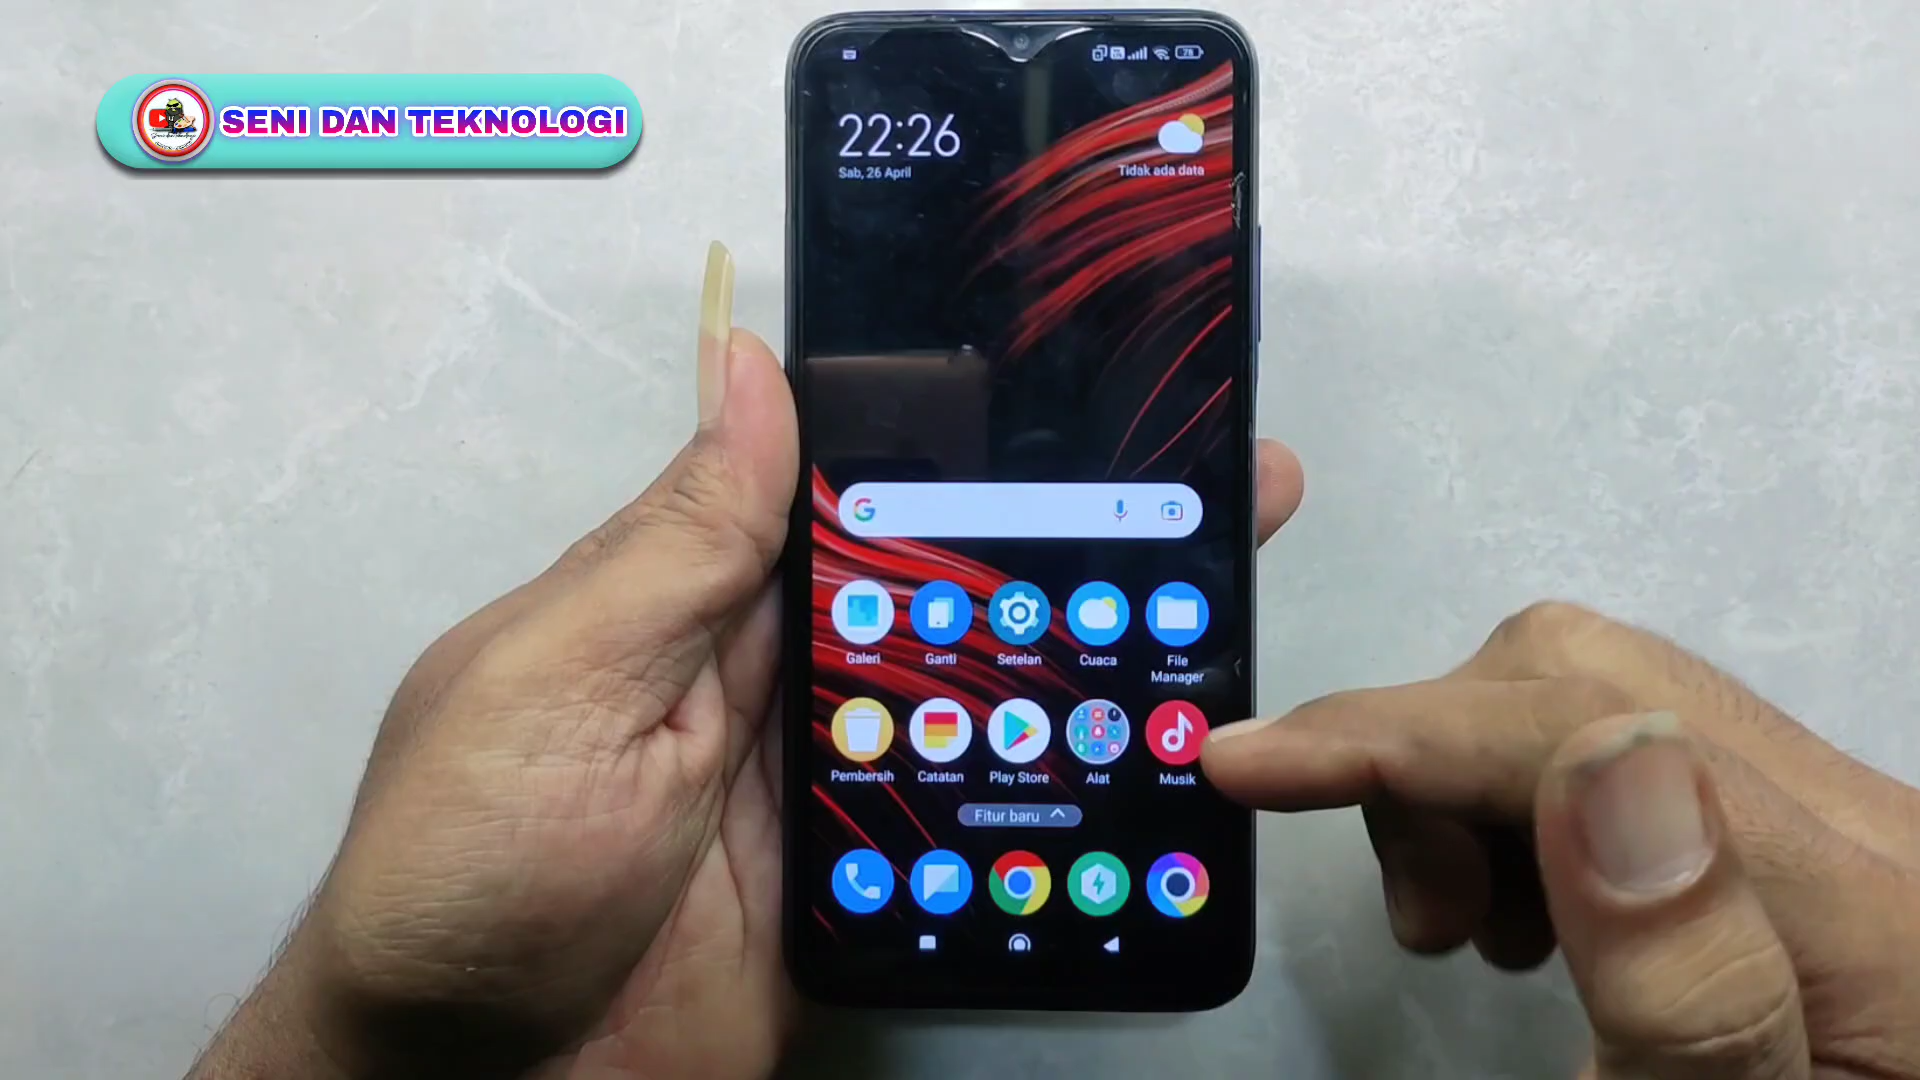 SENI DAN TEKNOLOGI
78
22:26
Sab, 26 April
Tidak ada data
Galeri
Ganti
Setelan
Cuaca
File
Manager
Pembersih
Catatan
Play Store
Alat
Musik
Fitur baru